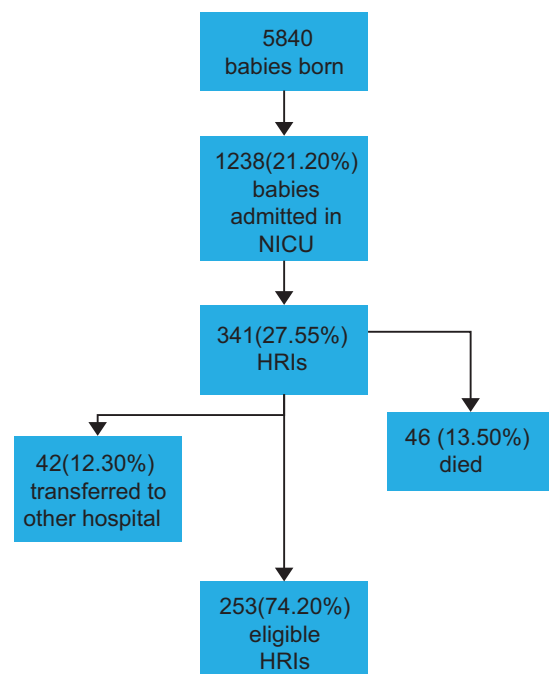 5840
babies born
1238(21.20%)
babies
admitted in
NICU
341(27.55%)
HRIs
46 (13.50%)
died
42(12.30%)
transferred to
other hospital
253(74.20%)
eligible
HRIs